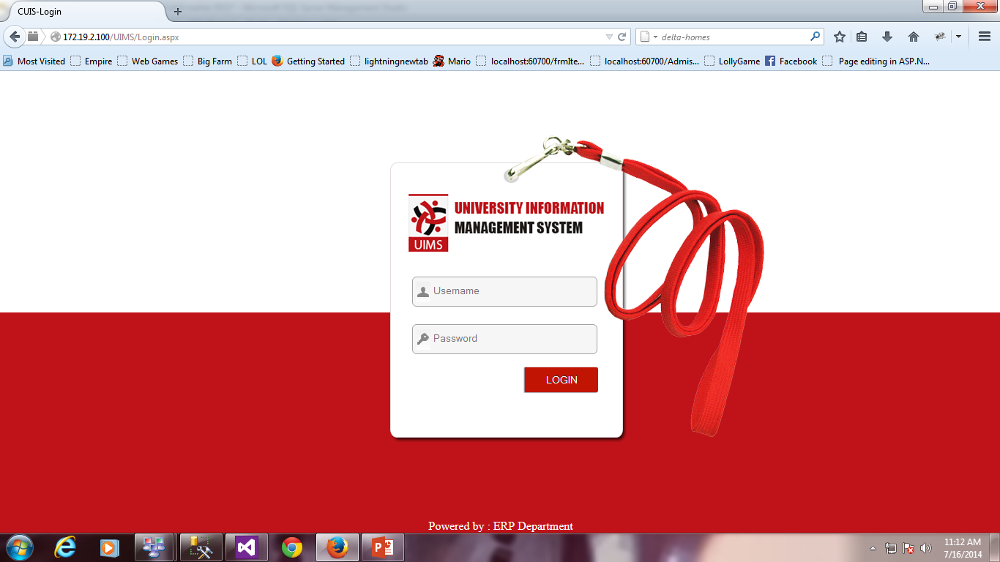 CUIS-Login
172.19.2.100/UIMS/Login.aspx
delta-homes
Most Visited Empire Web Games Big Farm LOL Getting Started lightningnewtab Mario localhost:60700/frmIte... localhost:60700/Admis... LollyGame Facebook Page editing in ASP.N...
UNIVERSITY INFORMATION
MANAGEMENT SYSTEM
UIMS
Username
Password
LOGIN
Powered by : ERP Department
11:12 AM
7/16/2014